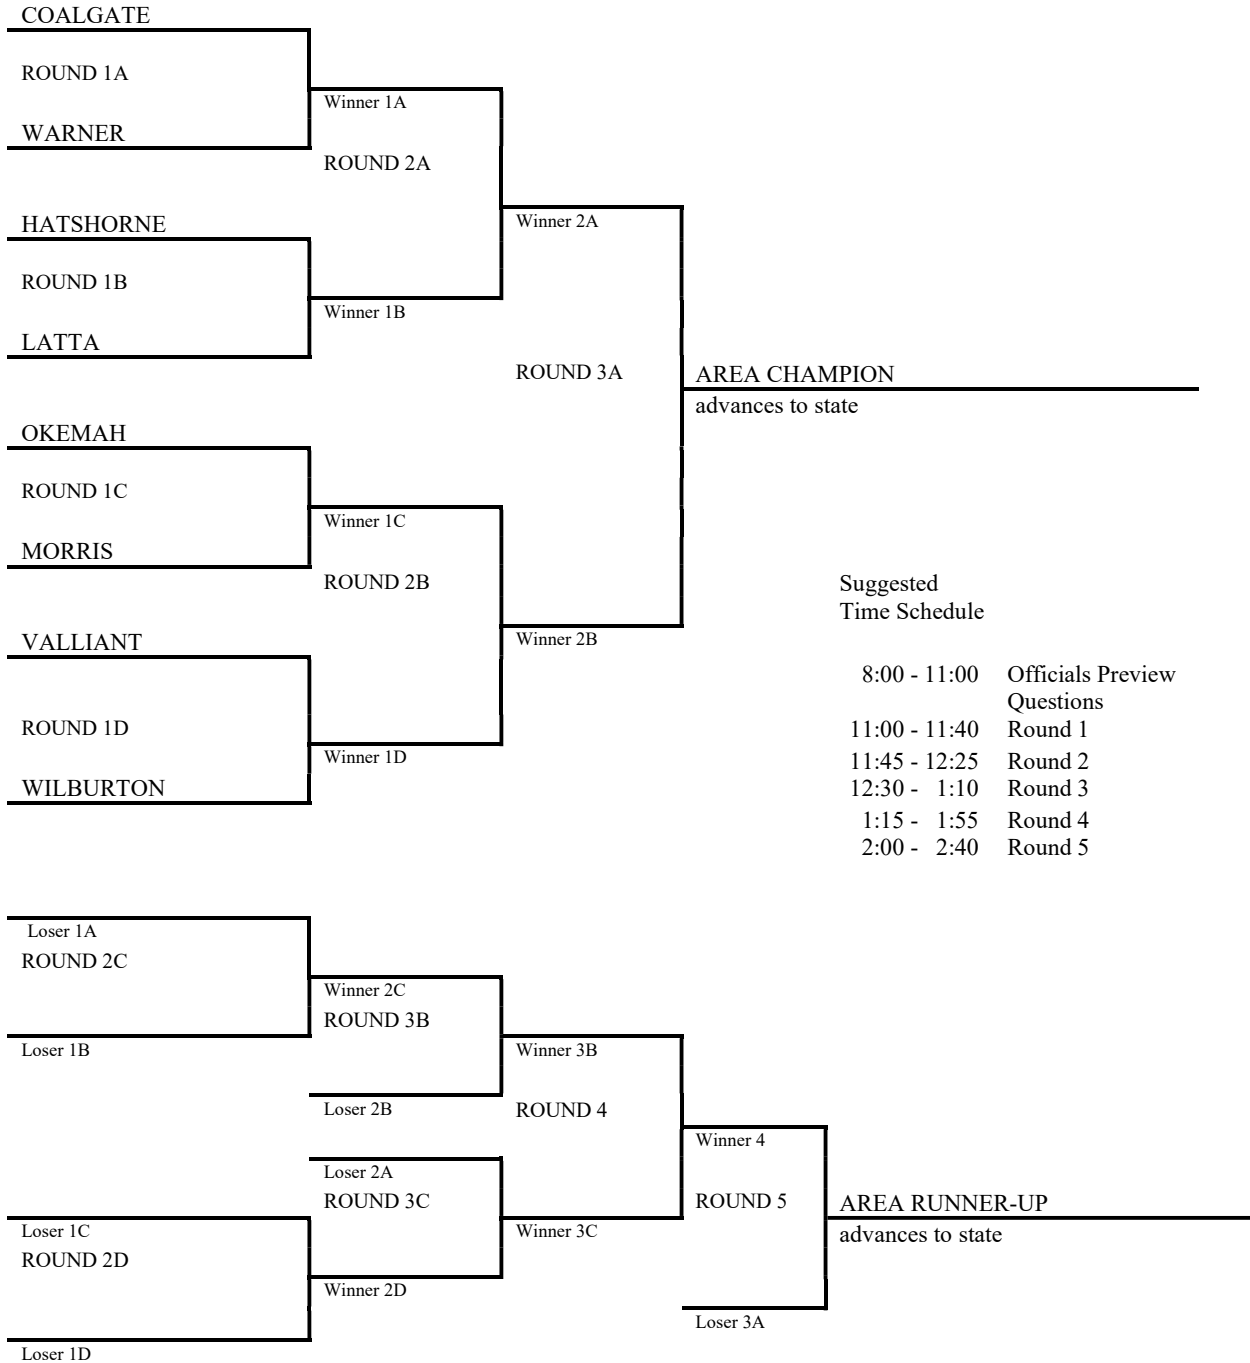 COALGATE
ROUND 1A
Winner 1A
WARNER
ROUND 2A
HATSHORNE
Winner 2A
ROUND 1B
Winner 1B
LATTA
ROUND 3A
AREA CHAMPION
advances to state
OKEMAH
ROUND 1C
Winner 1C
MORRIS
ROUND 2B
VALLIANT
Winner 2B
ROUND 1D
Winner 1D
WILBURTON
Suggested
Time Schedule
8:00 - 11:00 Officials Preview
Questions
11:00 - 11:40 Round 1
11:45 - 12:25 Round 2
12:30 - 1:10 Round 3
1:15 - 1:55 Round 4
2:00 - 2:40 Round 5
Loser 1A
ROUND 2C
Winner 2C
ROUND 3B
Loser 1B
Winner 3B
Loser 2B
ROUND 4
Winner 4
Loser 2A
ROUND 3C
ROUND 5
AREA RUNNER-UP
Loser 1C
Winner 3C
advances to state
ROUND 2D
Winner 2D
Loser 3A
Loser 1D